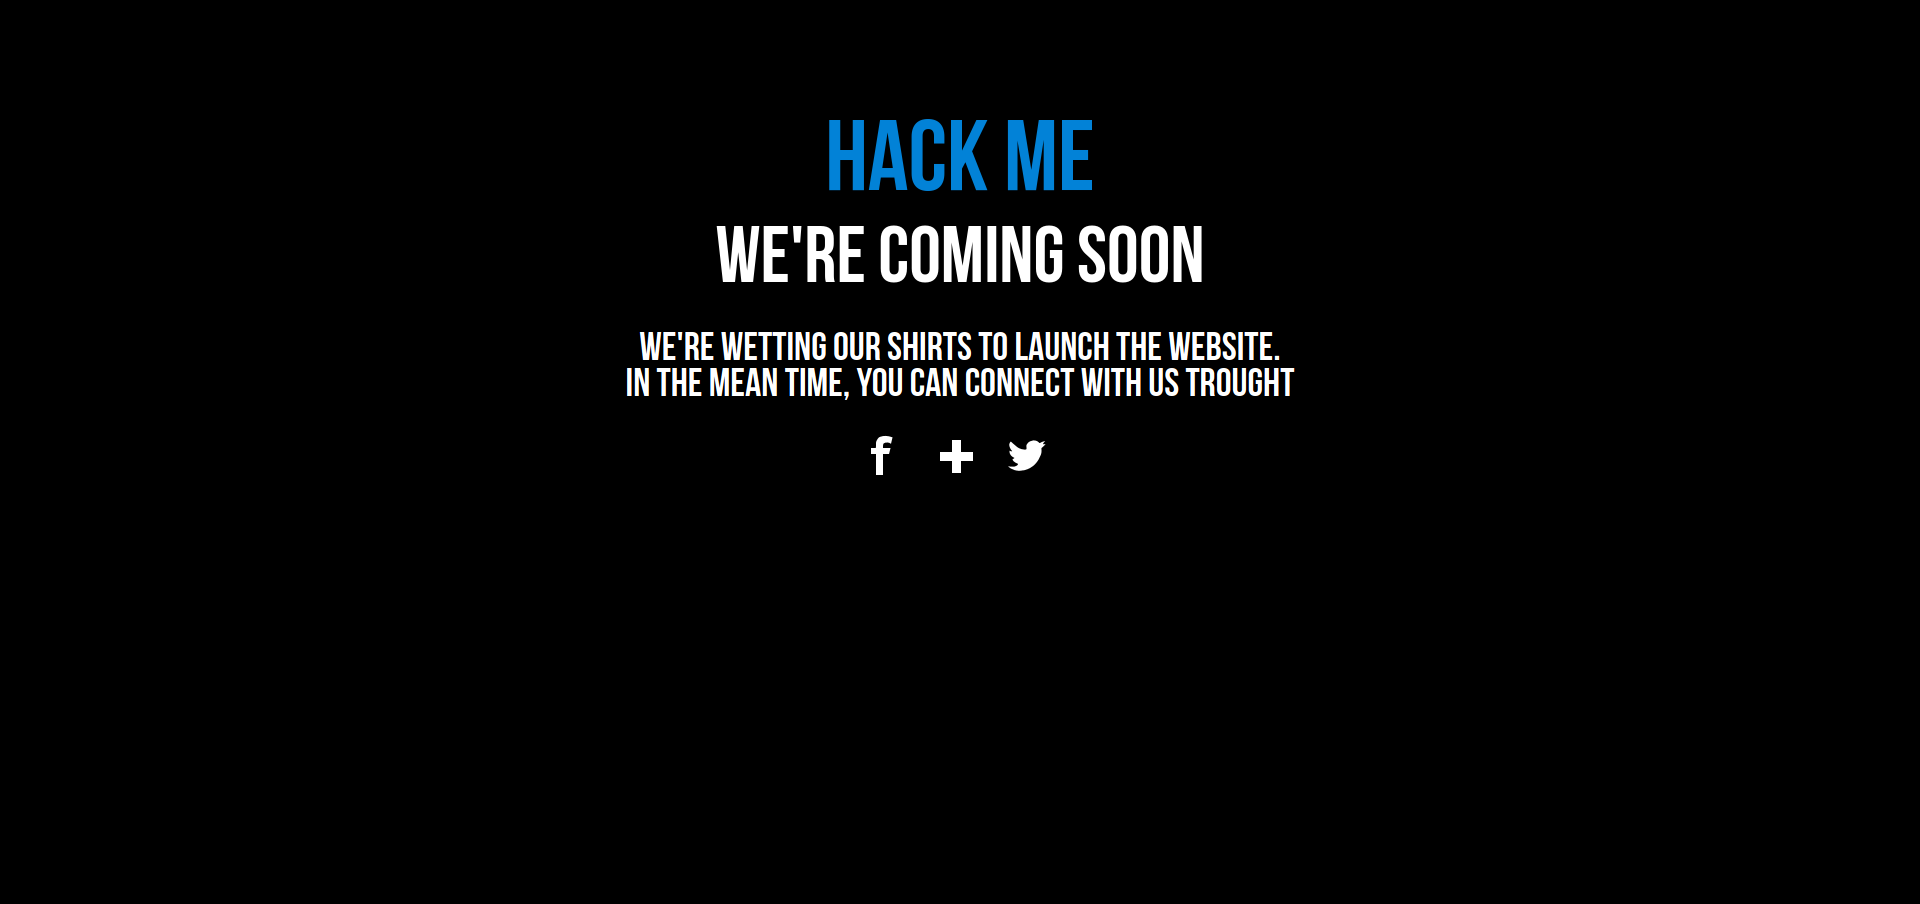 HACK ME
WE'RE COMING SOON
WE'RE WETTING OUR SHIRTS TO LAUNCH THE WEBSITE.
IN THE MEAN TIME, YOU CAN CONNECT WITH US TROUGHT